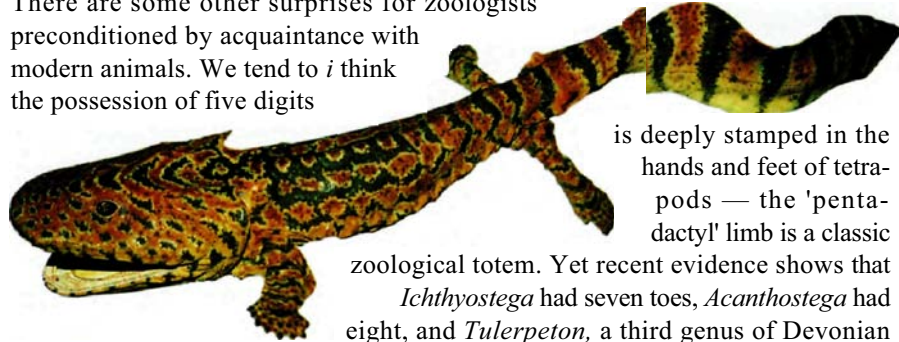 There are some other surprises for zoologists
preconditioned by acquaintance with
modern animals. We tend to i think
the possession of five digits
is deeply stamped in the
hands and feet of tetra-
pods — the 'penta-
dactyl' limb is a classic
zoological totem. Yet recent evidence shows that
Ichthyostega had seven toes, Acanthostega had
eight, and Tulerpeton, a third genus of Devonian